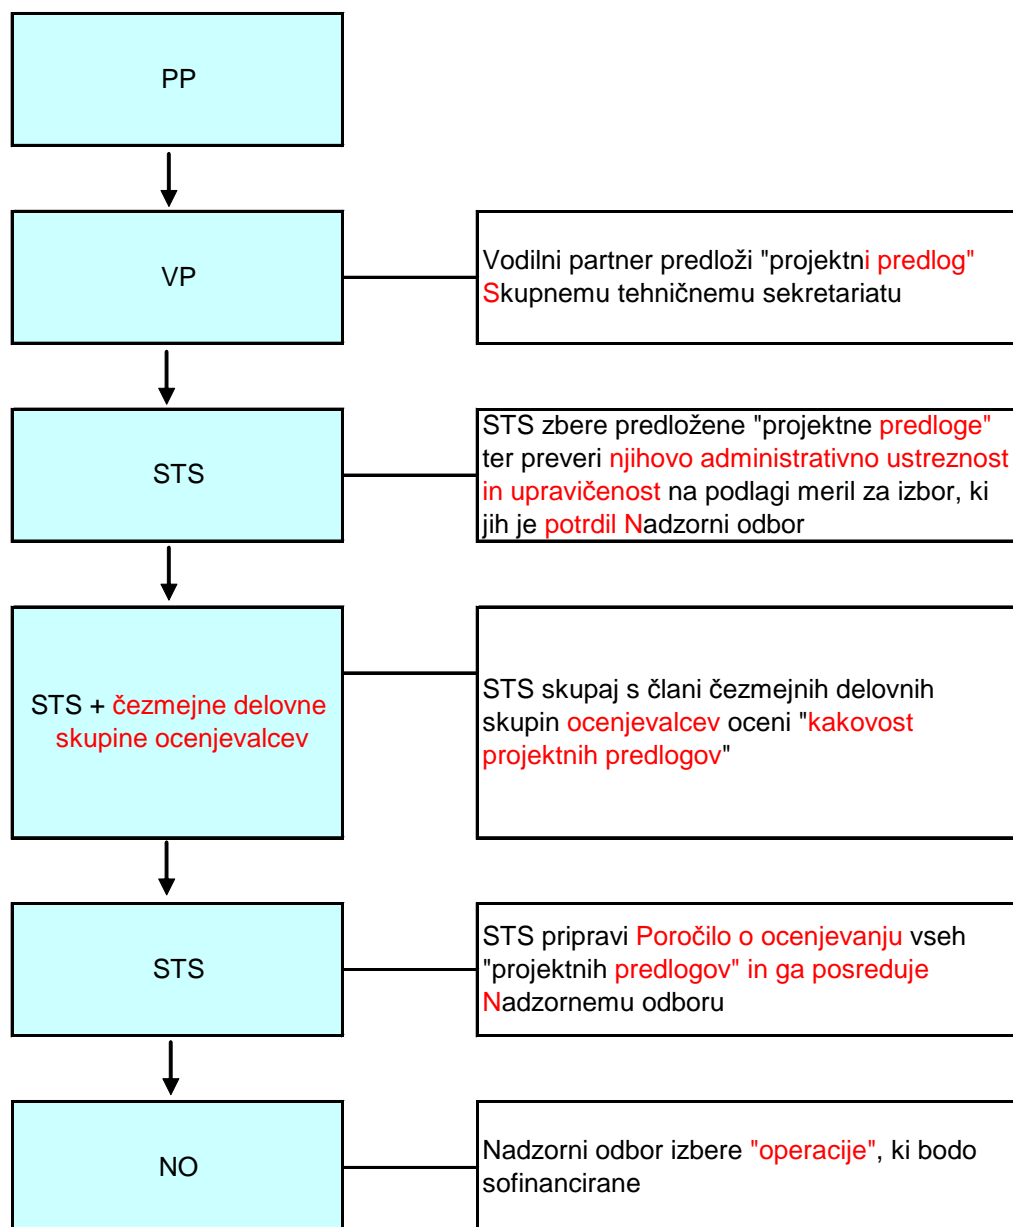 PP
VP
Vodilni partner predloži "projektni predlog"
Skupnemu tehničnemu sekretariatu
STS
STS zbere predložene "projektne predloge"
ter preveri njihovo administrativno ustreznost
in upravičenost na podlagi meril za izbor, ki
jih je potrdil Nadzorni odbor
STS + čezmejne delovne
skupine ocenjevalcev
STS skupaj s člani čezmejnih delovnih
skupin ocenjevalcev oceni "kakovost
projektnih predlogov"
STS
STS pripravi Poročilo o ocenjevanju vseh
"projektnih predlogov" in ga posreduje
Nadzornemu odboru
NO
Nadzorni odbor izbere "operacije", ki bodo
sofinancirane